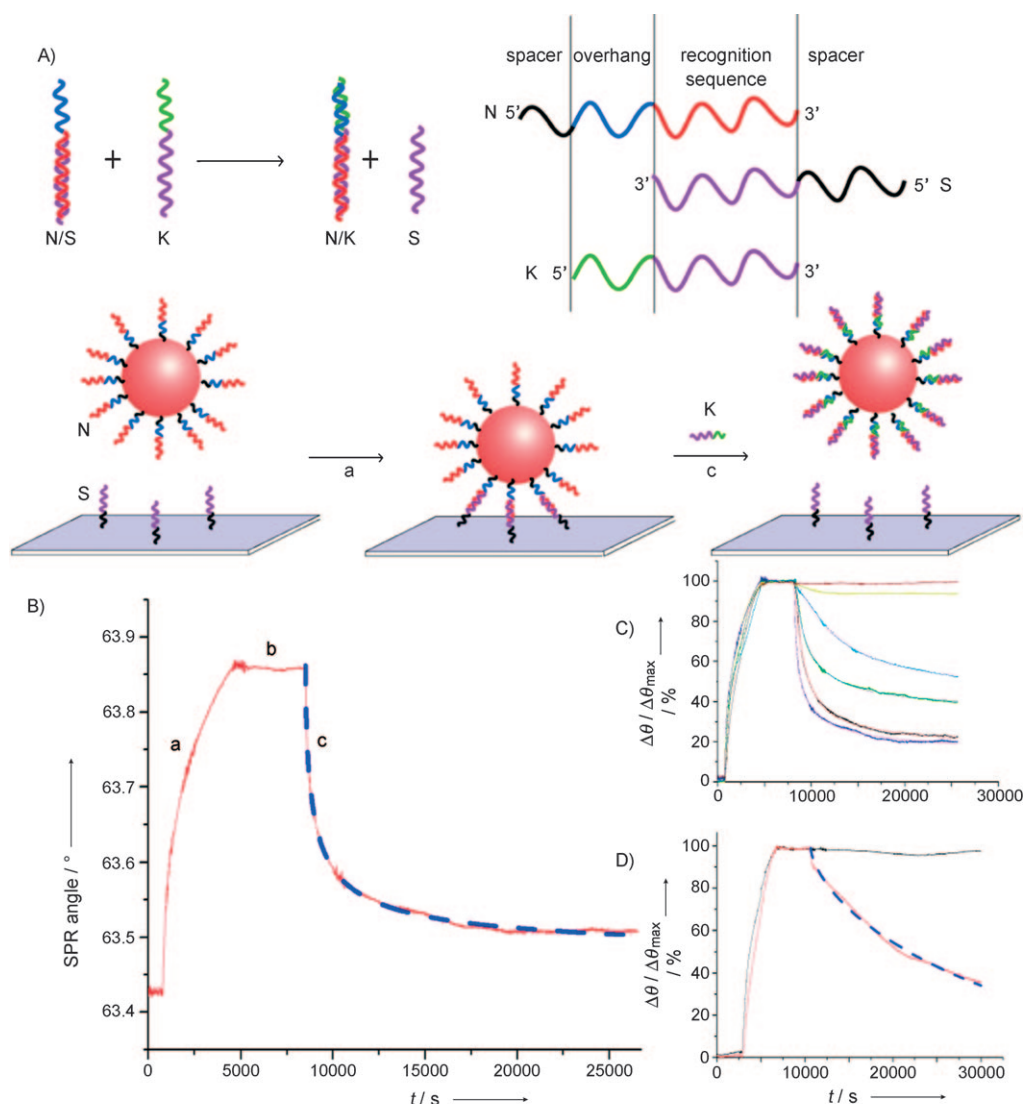 A)
spacer overhang recognition sequence spacer
N 5' 3'
3' 5' S
K 5' 3'
+ +
N/S K N/K S
N
S
a
K
c
B)
SPR angle / °
63.9
63.8
63.7
63.6
63.5
63.4
a
b
c
0 5000 10000 15000 20000 25000
t / s
C)
Δθ / Δθmax / %
100
80
60
40
20
0
0 10000 20000 30000
D)
Δθ / Δθmax / %
100
80
60
40
20
0
0 10000 20000 30000
t / s